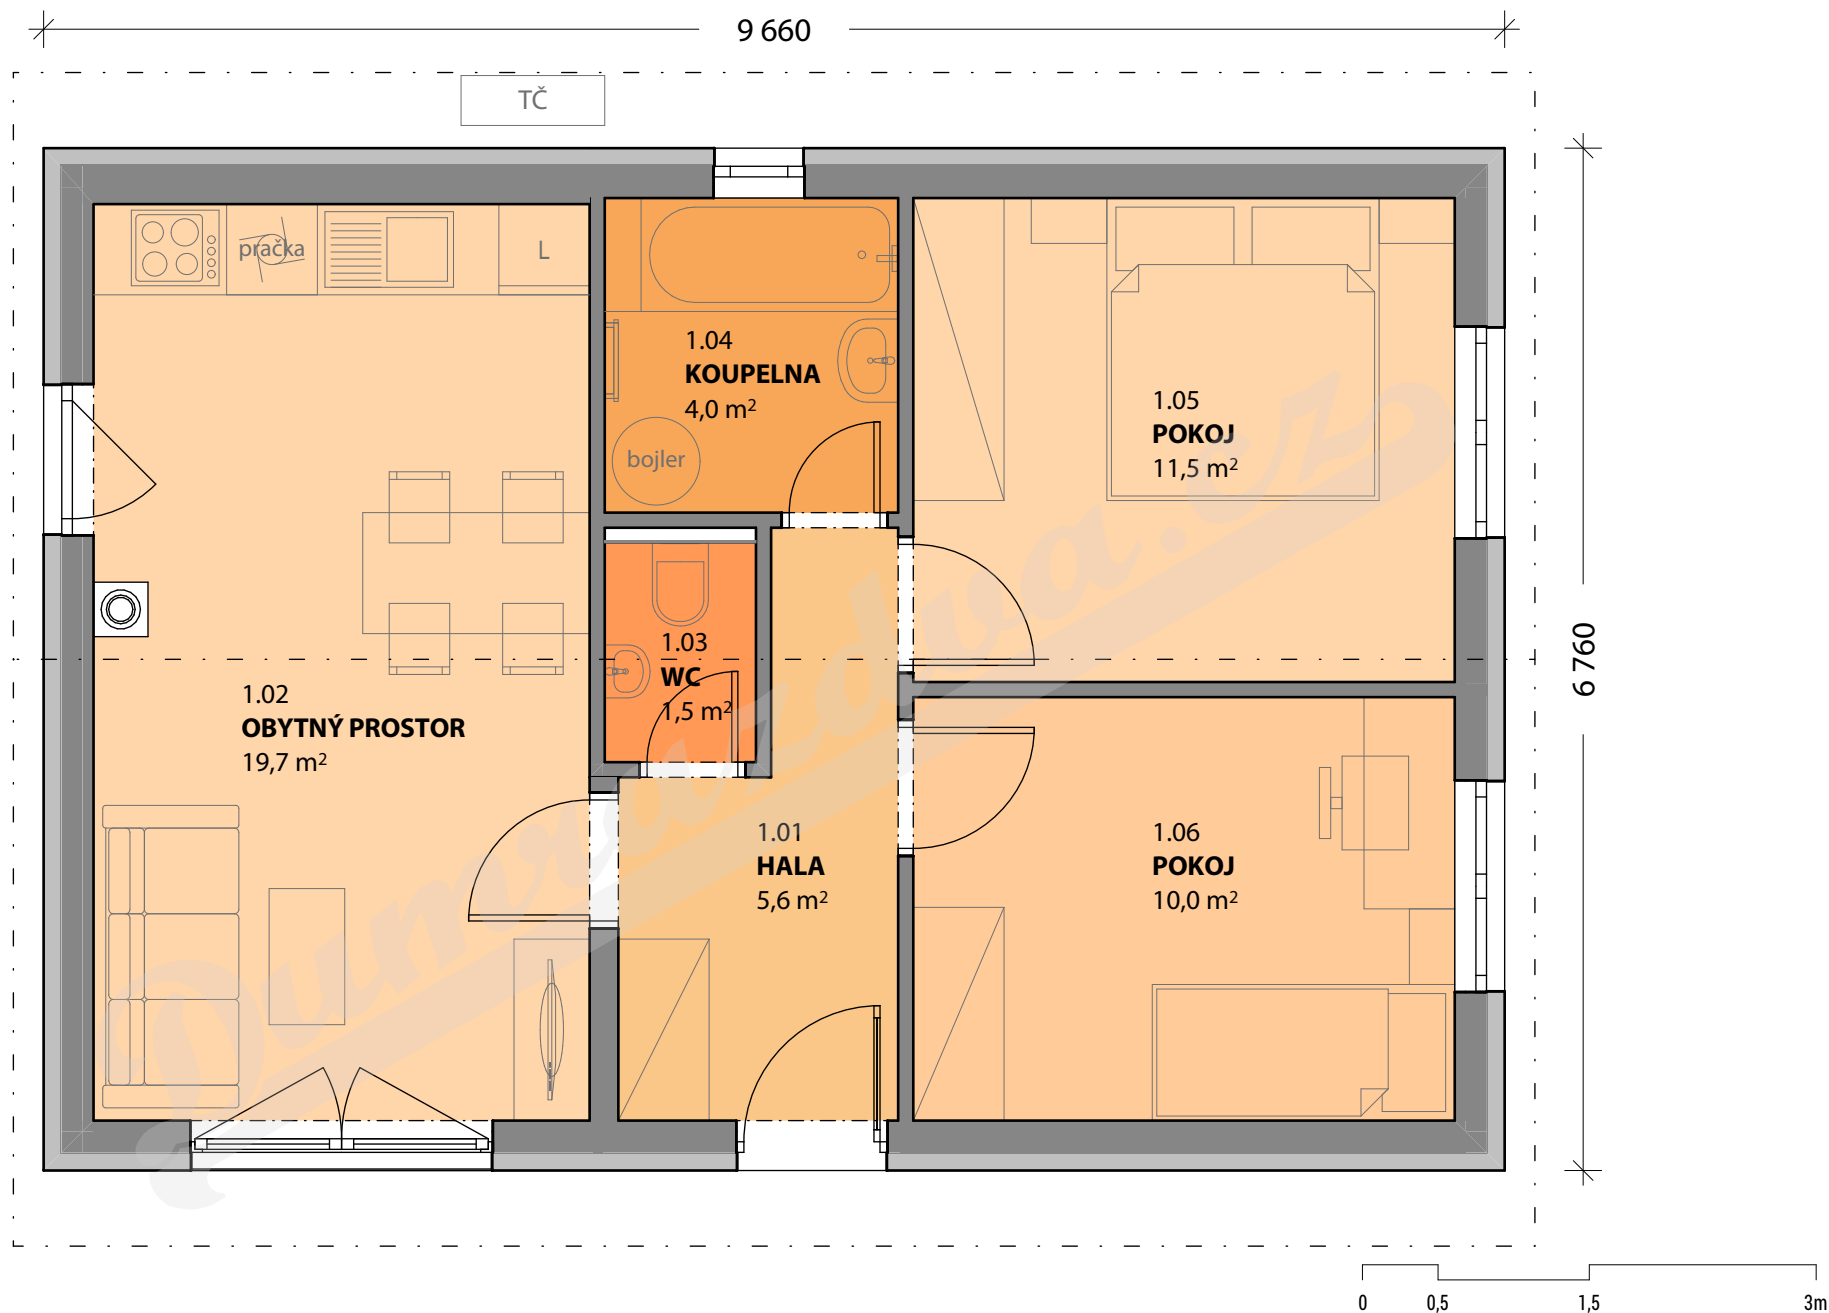 9 660
TČ
pračka
L
1.04
KOUPELNA
4,0 m²
bojler
1.05
POKOJ
11,5 m²
1.03
WC
1,5 m²
1.02
OBYTNÝ PROSTOR
19,7 m²
6 760
1.01
HALA
5,6 m²
1.06
POKOJ
10,0 m²
Dumrazdva.cz
0 0,5 1,5 3m